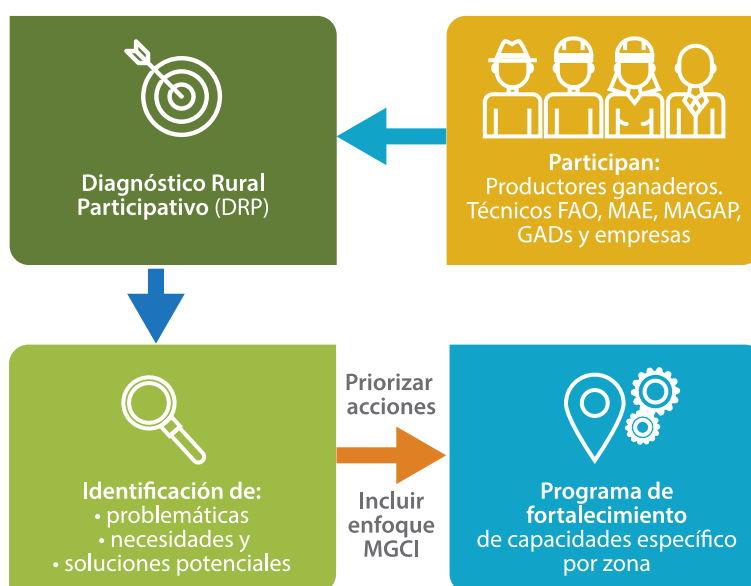 Diagnóstico Rural
Participativo (DRP)
Participan:
Productores ganaderos.
Técnicos FAO, MAE, MAGAP,
GADs y empresas
Identificación de:
• problemáticas
• necesidades y
• soluciones potenciales
Priorizar
acciones
Incluir
enfoque
MGCI
Programa de
fortalecimiento
de capacidades específico
por zona